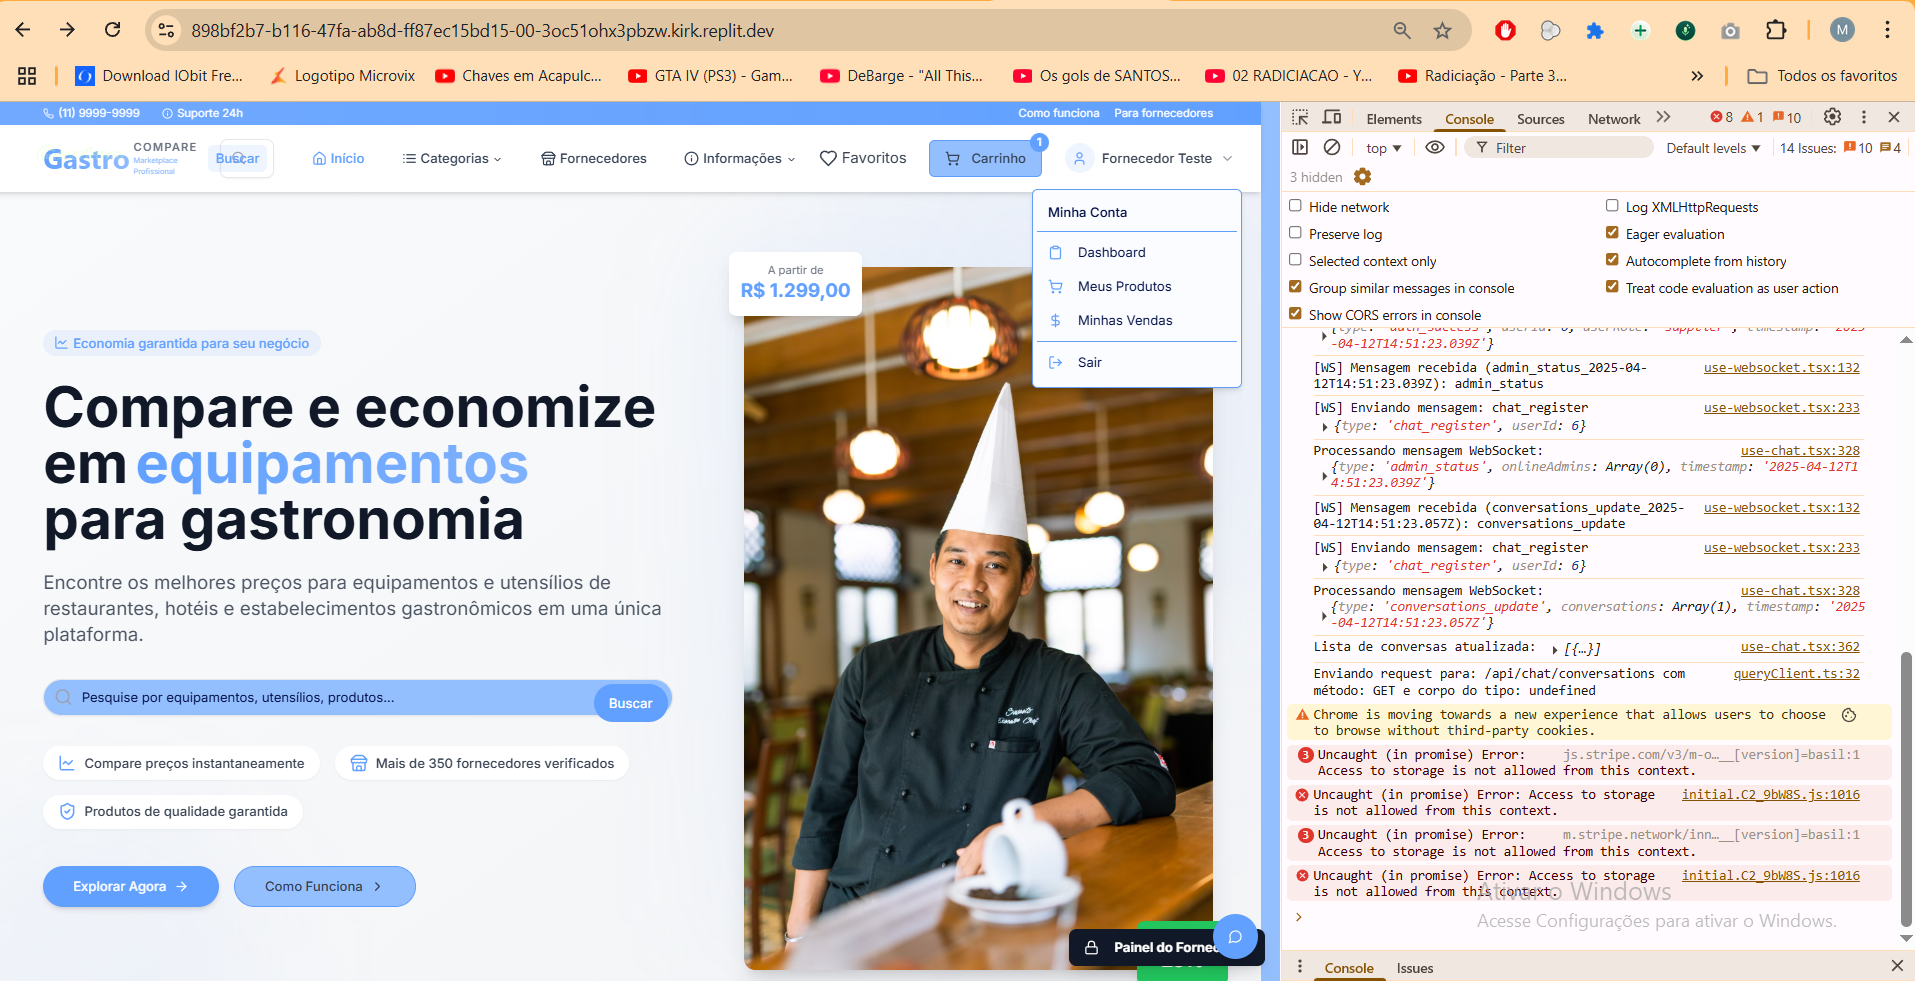 898bf2b7-b116-47fa-ab8d-ff87ec15bd15-00-3oc51ohx3pbzw.kirk.replit.dev
M
Download IObit Fre...
Logotipo Microvix
Chaves em Acapulc...
GTA IV (PS3) - Gam...
DeBarge - "All This...
Os gols de SANTOS...
02 RADICIACAO - Y...
Radiciação - Parte 3...
Todos os favoritos
(11) 9999-9999
Suporte 24h
Como funciona
Para fornecedores
Gastro
COMPARE
Marketplace
Profissional
Buscar
Início
Categorias
Fornecedores
Informações
Favoritos
Carrinho
1
Fornecedor Teste
Minha Conta
Dashboard
Meus Produtos
Minhas Vendas
Sair
A partir de
R$ 1.299,00
Economia garantida para seu negócio
Compare e economize
em equipamentos
para gastronomia
Encontre os melhores preços para equipamentos e utensílios de
restaurantes, hotéis e estabelecimentos gastronômicos em uma única
plataforma.
Pesquise por equipamentos, utensílios, produtos...
Buscar
Compare preços instantaneamente
Mais de 350 fornecedores verificados
Produtos de qualidade garantida
Explorar Agora
Como Funciona
Executive Chef
Painel do Fornec
Elements
Console
Sources
Network
8
1
10
top
Filter
Default levels
14 Issues:
10
4
3 hidden
Hide network
Log XMLHttpRequests
Preserve log
Eager evaluation
Selected context only
Autocomplete from history
Group similar messages in console
Treat code evaluation as user action
Show CORS errors in console
{type: 'auth_success', userId: 6, userRole: 'supplier', timestamp: '2025
-04-12T14:51:23.039Z'}
[WS] Mensagem recebida (admin_status_2025-04-
use-websocket.tsx:132
12T14:51:23.039Z): admin_status
[WS] Enviando mensagem: chat_register
use-websocket.tsx:233
{type: 'chat_register', userId: 6}
Processando mensagem WebSocket:
use-chat.tsx:328
{type: 'admin_status', onlineAdmins: Array(0), timestamp: '2025-04-12T1
4:51:23.039Z'}
[WS] Mensagem recebida (conversations_update_2025-
use-websocket.tsx:132
04-12T14:51:23.057Z): conversations_update
[WS] Enviando mensagem: chat_register
use-websocket.tsx:233
{type: 'chat_register', userId: 6}
Processando mensagem WebSocket:
use-chat.tsx:328
{type: 'conversations_update', conversations: Array(1), timestamp: '2025
-04-12T14:51:23.057Z'}
Lista de conversas atualizada:
[{…}]
use-chat.tsx:362
Enviando request para: /api/chat/conversations com
queryClient.ts:32
método: GET e corpo do tipo: undefined
Chrome is moving towards a new experience that allows users to choose
to browse without third-party cookies.
3
Uncaught (in promise) Error:
js.stripe.com/v3/m-o…__[version]=basil:1
Access to storage is not allowed from this context.
Uncaught (in promise) Error: Access to storage
initial.C2_9bW8S.js:1016
is not allowed from this context.
3
Uncaught (in promise) Error:
m.stripe.network/inn…__[version]=basil:1
Access to storage is not allowed from this context.
Uncaught (in promise) Error: Access to storage
initial.C2_9bW8S.js:1016
is not allowed from this context.
Ativar o Windows
Acesse Configurações para ativar o Windows.
Console
Issues